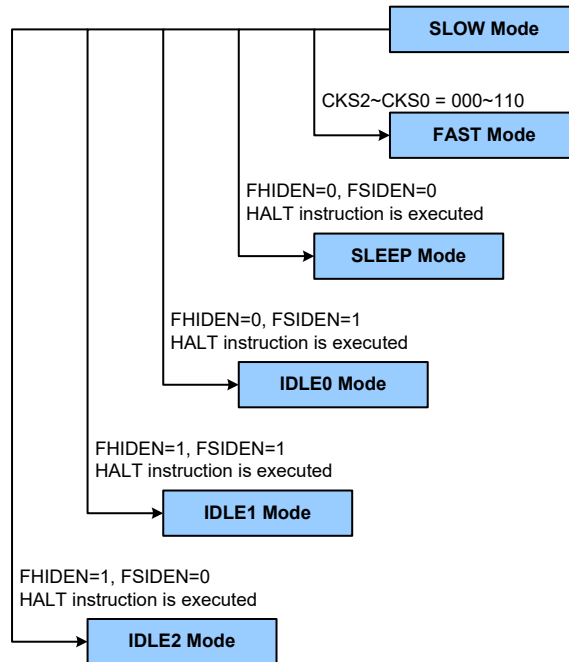 SLOW Mode
CKS2~CKS0 = 000~110
FAST Mode
FHIDEN=0, FSIDEN=0
HALT instruction is executed
SLEEP Mode
FHIDEN=0, FSIDEN=1
HALT instruction is executed
IDLE0 Mode
FHIDEN=1, FSIDEN=1
HALT instruction is executed
IDLE1 Mode
FHIDEN=1, FSIDEN=0
HALT instruction is executed
IDLE2 Mode